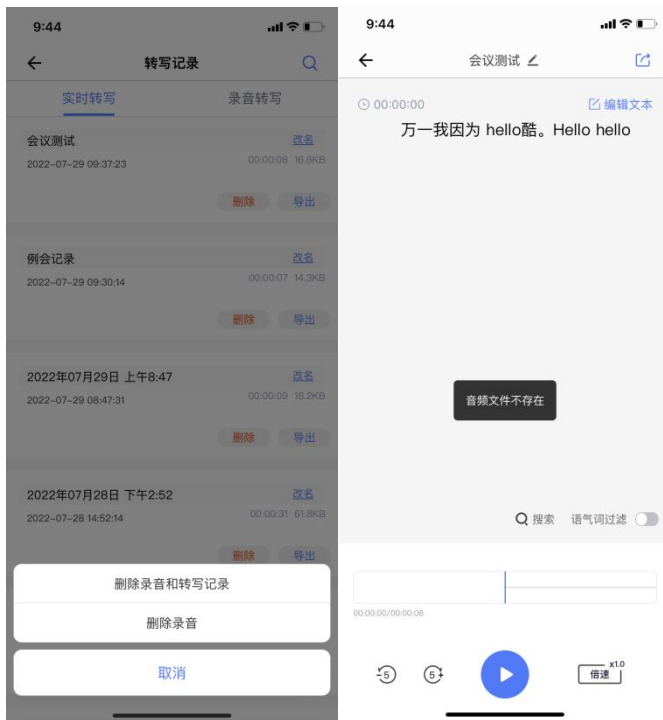 9:44
转写记录
实时转写 录音转写
会议测试 改名
2022-07-29 09:37:23 00:00:08 16.6KB
删除 导出
例会记录 改名
2022-07-29 09:30:14 00:00:07 14.3KB
删除 导出
2022年07月29日 上午8:47 改名
2022-07-29 08:47:31 00:00:09 18.2KB
删除 导出
2022年07月28日 下午2:52 改名
2022-07-28 14:52:14 00:00:31 61.8KB
删除 导出
删除录音和转写记录
删除录音
取消
9:44
会议测试
00:00:00 编辑文本
万一我因为 hello酷。Hello hello
音频文件不存在
搜索 语气词过滤
00:00:00/00:00:08
5 5 倍速 x1.0